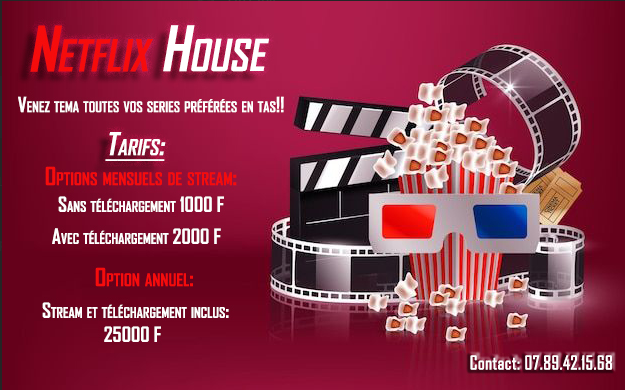 Netflix House
Venez tema toutes vos series préférées en tas!!
Tarifs:
Options mensuels de stream:
Sans téléchargement 1000 F
Avec téléchargement 2000 F
Option annuel:
Stream et téléchargement inclus:
25000 F
Contact: 07.89.42.15.68